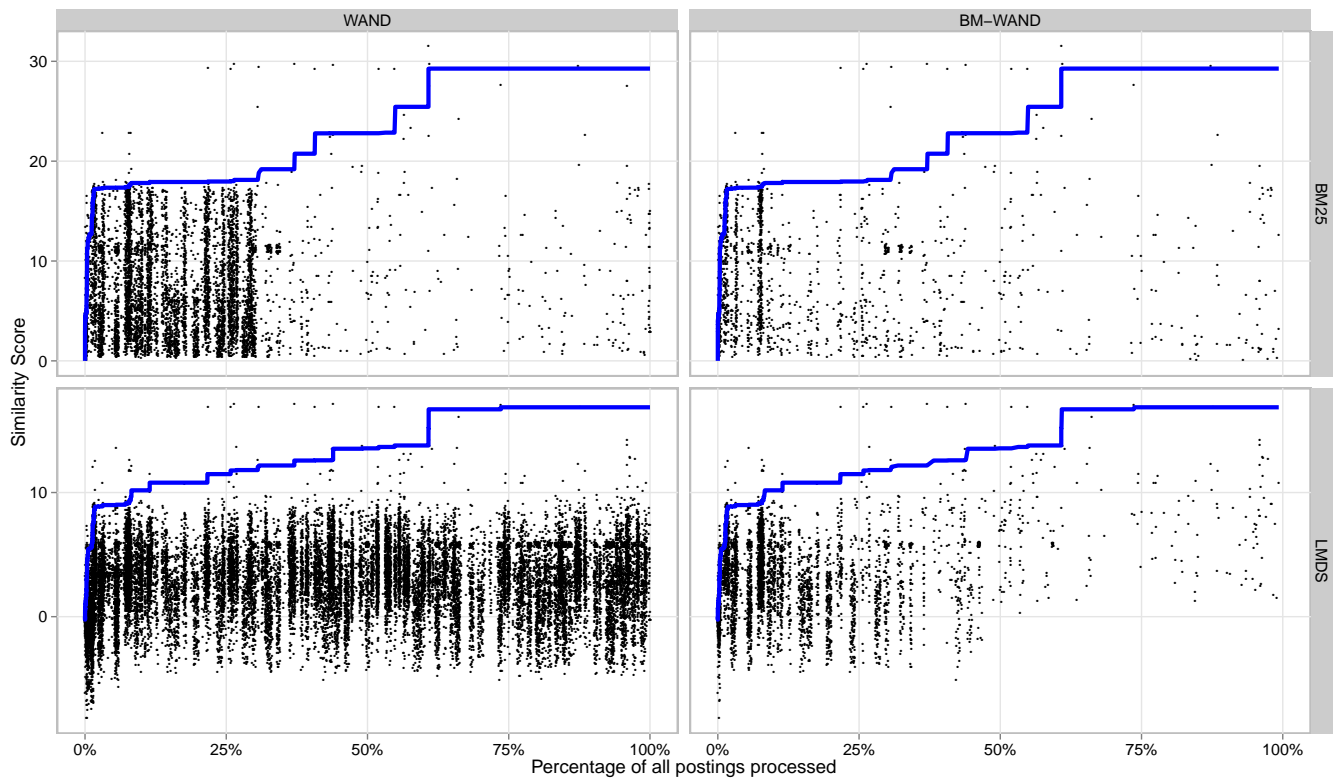 WAND
BM−WAND
30
20
10
0
BM25
Similarity Score
10
0
LMDS
0%
25%
50%
75%
100%
0%
25%
50%
75%
100%
Percentage of all postings processed